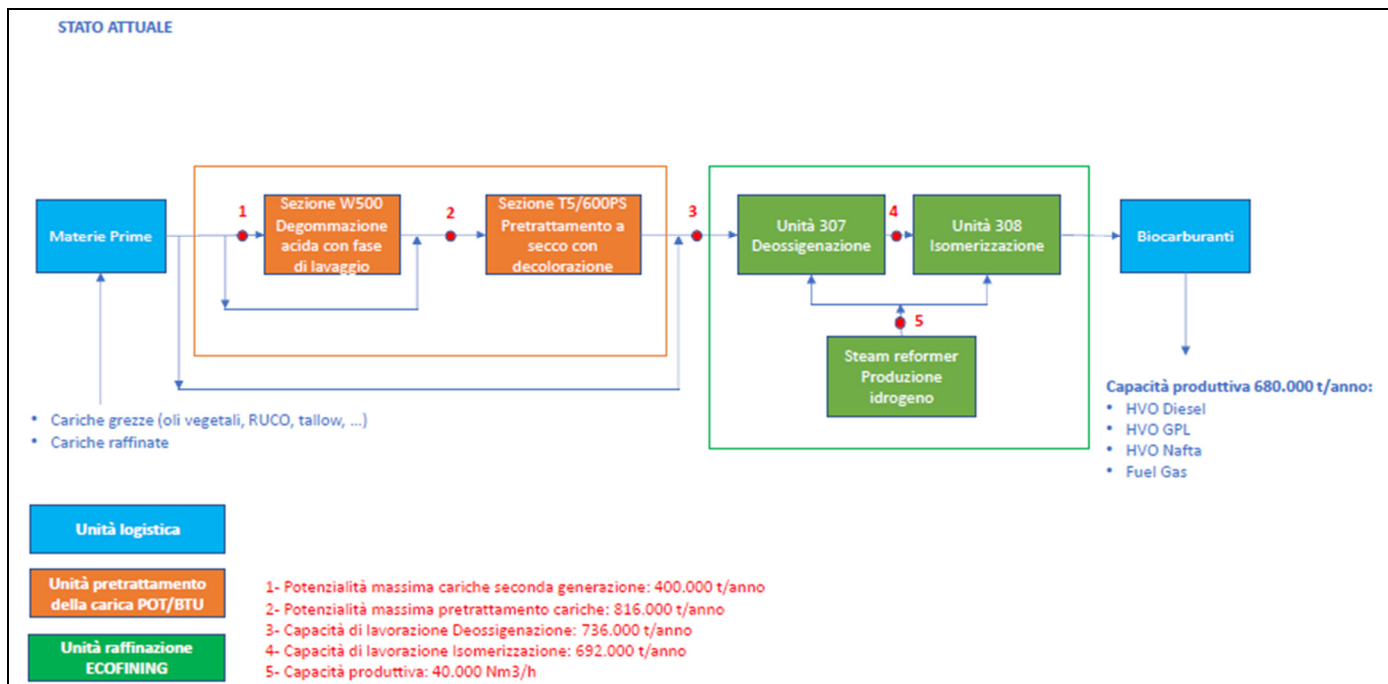 STATO ATTUALE
Materie Prime
1
Sezione W500
Degommazione
acida con fase
di lavaggio
2
Sezione T5/600PS
Pretrattamento a
secco con
decolorazione
3
Unità 307
Deossigenazione
4
Unità 308
Isomerizzazione
Biocarburanti
5
Steam reformer
Produzione
idrogeno
• Cariche grezze (oli vegetali, RUCO, tallow, ...)
• Cariche raffinate
Capacità produttiva 680.000 t/anno:
• HVO Diesel
• HVO GPL
• HVO Nafta
• Fuel Gas
Unità logistica
Unità pretrattamento
della carica POT/BTU
Unità raffinazione
ECOFINING
1- Potenzialità massima cariche seconda generazione: 400.000 t/anno
2- Potenzialità massima pretrattamento cariche: 816.000 t/anno
3- Capacità di lavorazione Deossigenazione: 736.000 t/anno
4- Capacità di lavorazione Isomerizzazione: 692.000 t/anno
5- Capacità produttiva: 40.000 Nm3/h